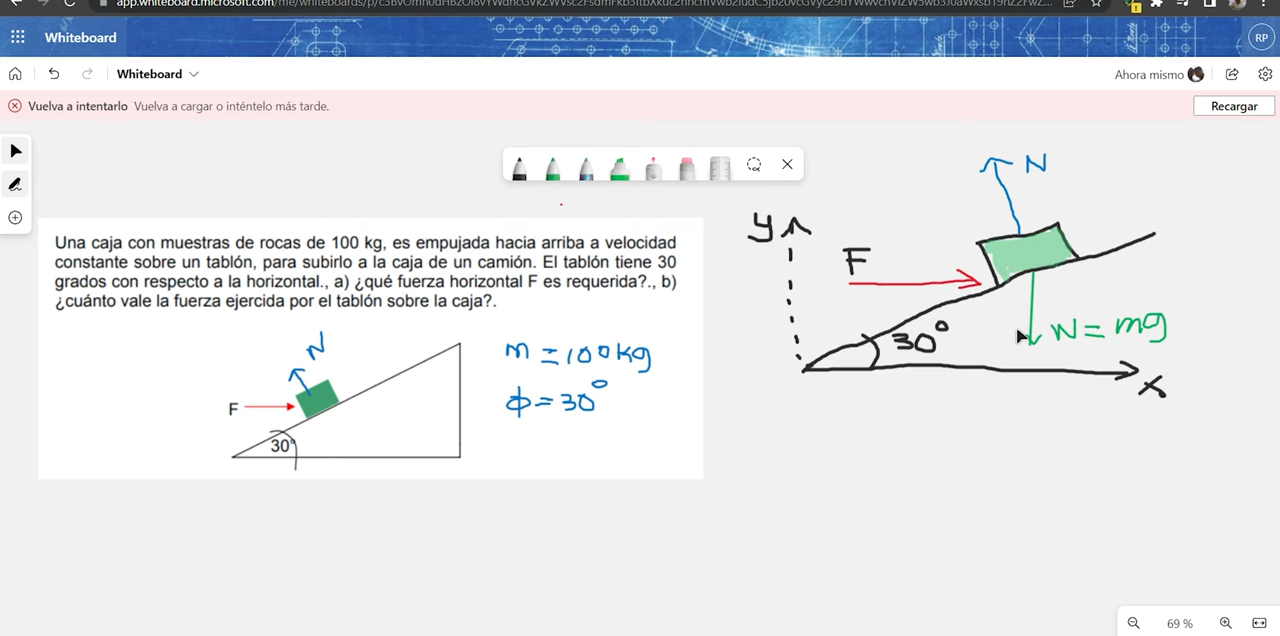 Whiteboard
RP
Whiteboard
Ahora mismo
Vuelva a intentarlo Vuelva a cargar o inténtelo más tarde.
Recargar
Una caja con muestras de rocas de 100 kg, es empujada hacia arriba a velocidad
constante sobre un tablón, para subirlo a la caja de un camión. El tablón tiene 30
grados con respecto a la horizontal., a) ¿qué fuerza horizontal F es requerida?., b)
¿cuánto vale la fuerza ejercida por el tablón sobre la caja?.
N
F
30°
m = 100kg
ϕ = 30°
y
N
F
30°
W = mg
x
69 %